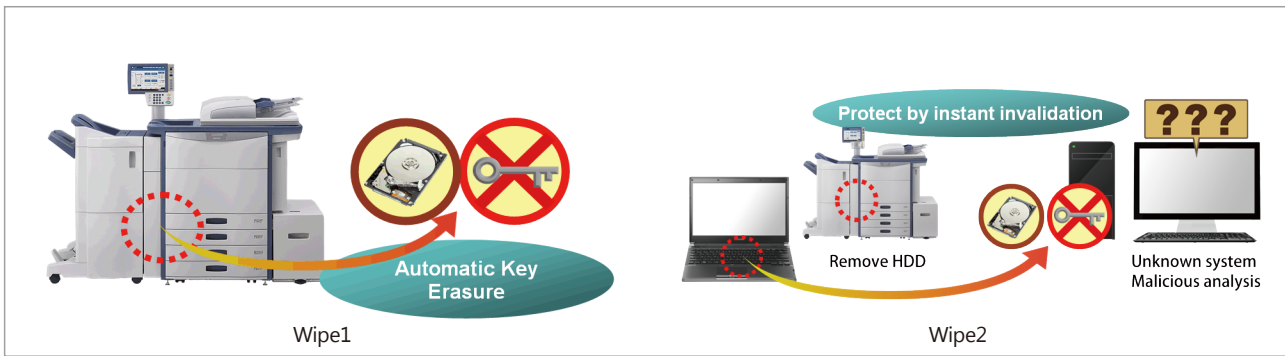 Automatic Key
Erasure
Wipe1
Protect by instant invalidation
???
Remove HDD
Unknown system
Malicious analysis
Wipe2